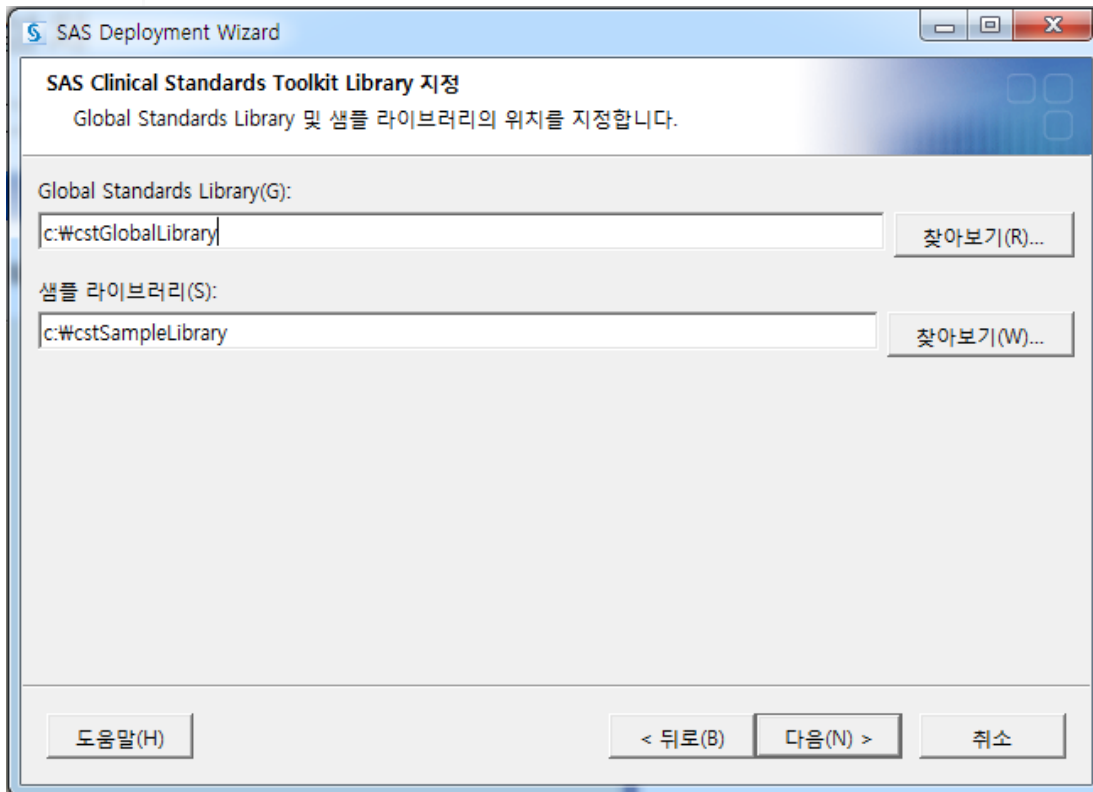 SAS Deployment Wizard
SAS Clinical Standards Toolkit Library 지정
Global Standards Library 및 샘플 라이브러리의 위치를 지정합니다.
Global Standards Library(G):
c:₩cstGlobalLibrary
찾아보기(R)...
샘플 라이브러리(S):
c:₩cstSampleLibrary
찾아보기(W)...
도움말(H)
< 뒤로(B)
다음(N) >
취소